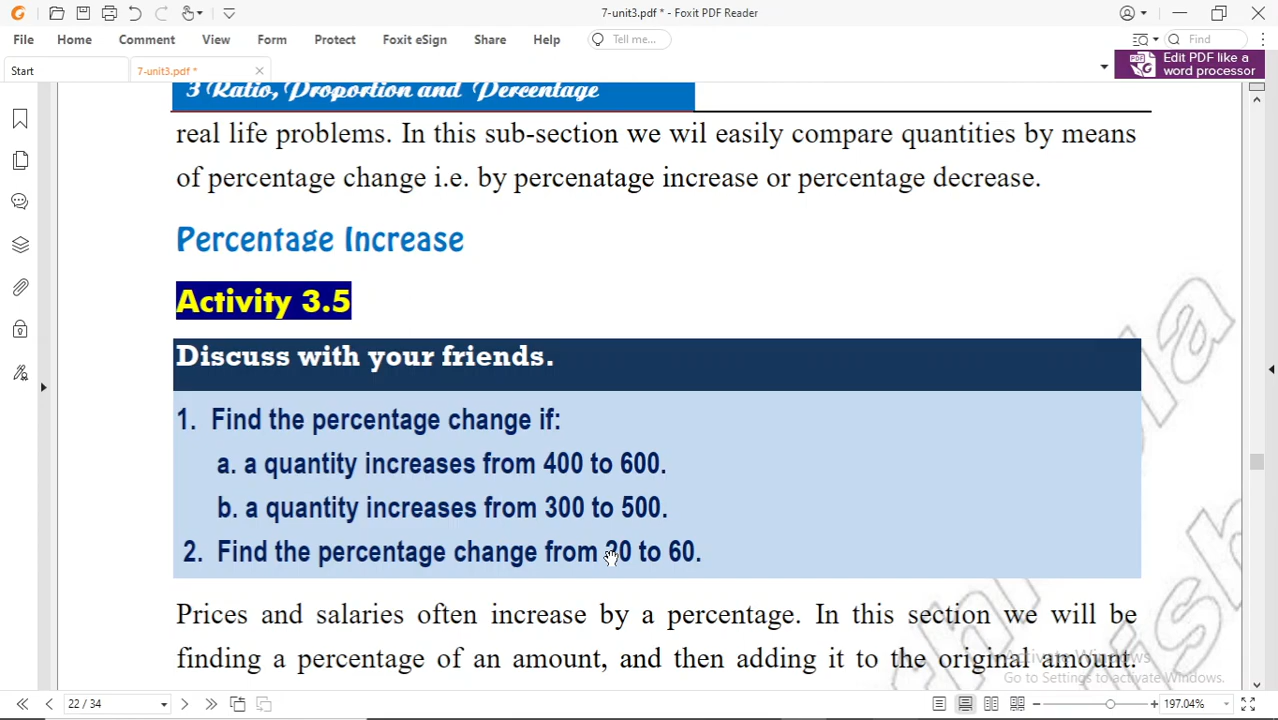 7-unit3.pdf * - Foxit PDF Reader
File Home Comment View Form Protect Foxit eSign Share Help Tell me... Find
Start 7-unit3.pdf * Edit PDF like a word processor
3 Ratio, Proportion and Percentage
real life problems. In this sub-section we wil easily compare quantities by means
of percentage change i.e. by percenatage increase or percentage decrease.
Percentage Increase
Activity 3.5
Discuss with your friends.
1. Find the percentage change if:
a. a quantity increases from 400 to 600.
b. a quantity increases from 300 to 500.
2. Find the percentage change from 20 to 60.
Prices and salaries often increase by a percentage. In this section we will be
finding a percentage of an amount, and then adding it to the original amount.
Activate Windows
Go to Settings to activate Windows.
22 / 34 197.04%